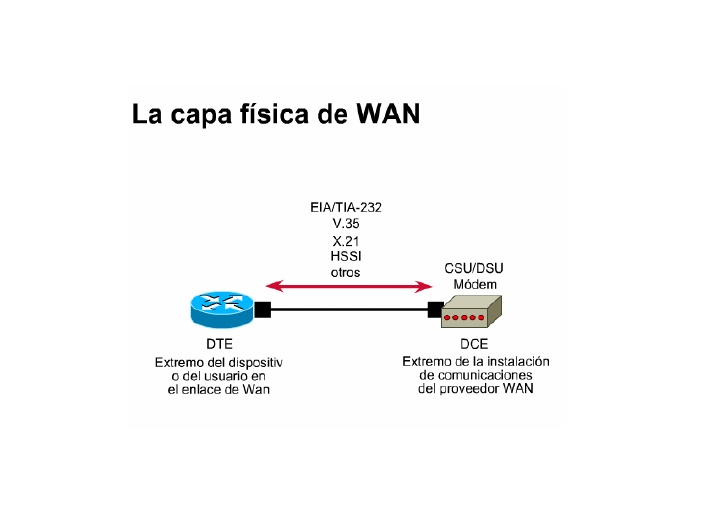 La capa física de WAN
EIA/TIA-232
V.35
X.21
HSSI
otros
CSU/DSU
Módem
DTE
Extremo del dispositiv
o del usuario en
el enlace de Wan
DCE
Extremo de la instalación
de comunicaciones
del proveedor WAN